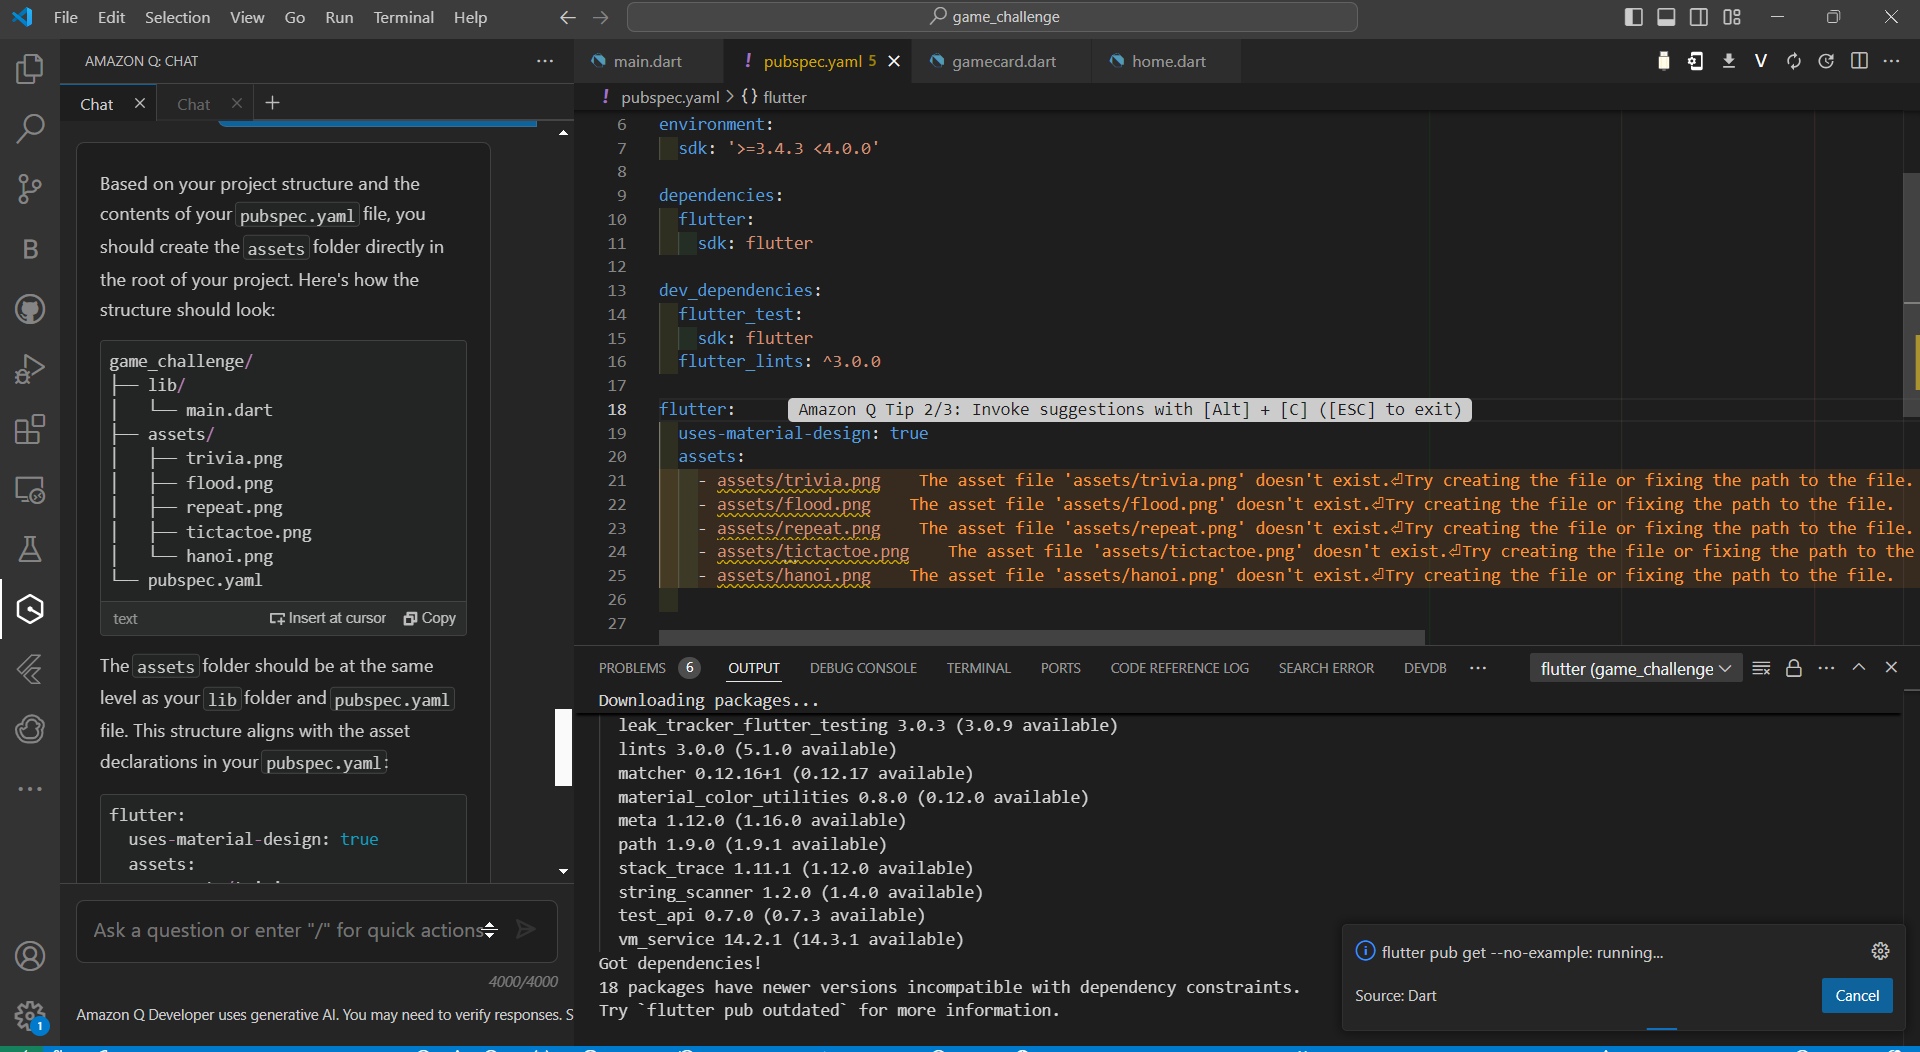 File Edit Selection View Go Run Terminal Help
game_challenge
AMAZON Q: CHAT
Chat
Chat
Based on your project structure and the
contents of your pubspec.yaml file, you
should create the assets folder directly in
the root of your project. Here's how the
structure should look:
game_challenge/
├── lib/
│   └── main.dart
├── assets/
│   ├── trivia.png
│   ├── flood.png
│   ├── repeat.png
│   ├── tictactoe.png
│   └── hanoi.png
└── pubspec.yaml
text Insert at cursor Copy
The assets folder should be at the same
level as your lib folder and pubspec.yaml
file. This structure aligns with the asset
declarations in your pubspec.yaml:
flutter:
uses-material-design: true
assets:
Ask a question or enter "/" for quick actions
4000/4000
Amazon Q Developer uses generative AI. You may need to verify responses. S
B
1
main.dart ! pubspec.yaml 5 gamecard.dart home.dart
V
! pubspec.yaml > {} flutter
6 environment:
7 sdk: '>=3.4.3 <4.0.0'
8
9 dependencies:
10 flutter:
11 sdk: flutter
12
13 dev_dependencies:
14 flutter_test:
15 sdk: flutter
16 flutter_lints: ^3.0.0
17
18 flutter: Amazon Q Tip 2/3: Invoke suggestions with [Alt] + [C] ([ESC] to exit)
19 uses-material-design: true
20 assets:
21 - assets/trivia.png The asset file 'assets/trivia.png' doesn't exist.⏎Try creating the file or fixing the path to the file.
22 - assets/flood.png The asset file 'assets/flood.png' doesn't exist.⏎Try creating the file or fixing the path to the file.
23 - assets/repeat.png The asset file 'assets/repeat.png' doesn't exist.⏎Try creating the file or fixing the path to the file.
24 - assets/tictactoe.png The asset file 'assets/tictactoe.png' doesn't exist.⏎Try creating the file or fixing the path to the
25 - assets/hanoi.png The asset file 'assets/hanoi.png' doesn't exist.⏎Try creating the file or fixing the path to the file.
26
27
PROBLEMS 6 OUTPUT DEBUG CONSOLE TERMINAL PORTS CODE REFERENCE LOG SEARCH ERROR DEVDB flutter (game_challenge
Downloading packages...
leak_tracker_flutter_testing 3.0.3 (3.0.9 available)
lints 3.0.0 (5.1.0 available)
matcher 0.12.16+1 (0.12.17 available)
material_color_utilities 0.8.0 (0.12.0 available)
meta 1.12.0 (1.16.0 available)
path 1.9.0 (1.9.1 available)
stack_trace 1.11.1 (1.12.0 available)
string_scanner 1.2.0 (1.4.0 available)
test_api 0.7.0 (0.7.3 available)
vm_service 14.2.1 (14.3.1 available)
Got dependencies!
18 packages have newer versions incompatible with dependency constraints.
Try `flutter pub outdated` for more information.
flutter pub get --no-example: running...
Source: Dart
Cancel